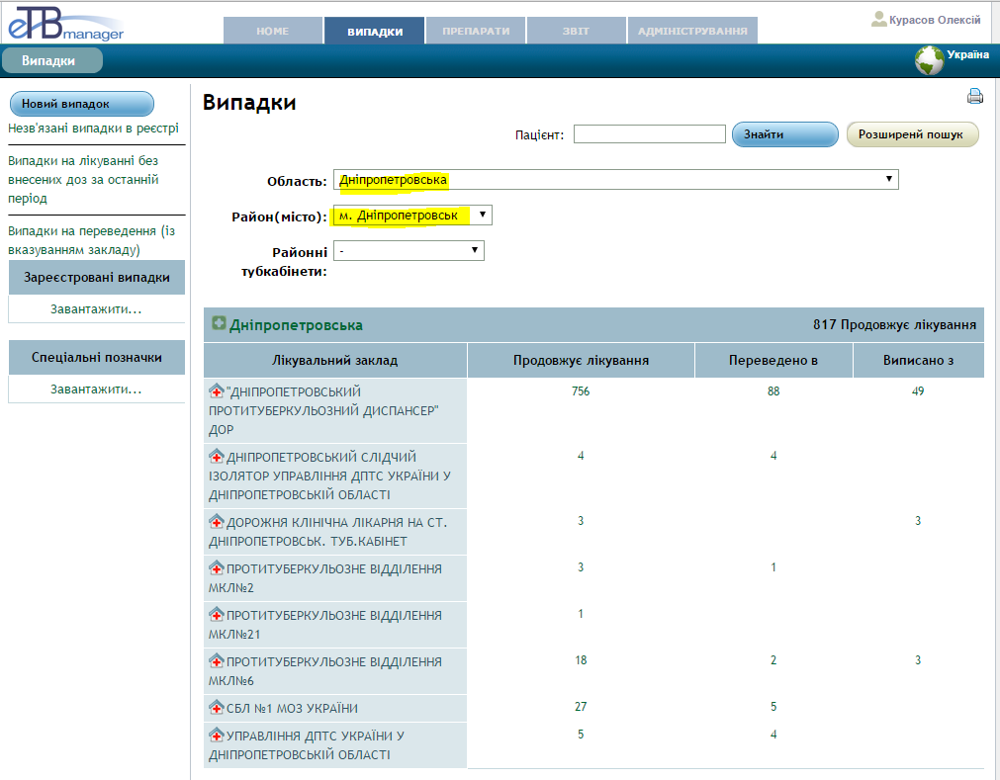 eTBmanager
HOME
ВИПАДКИ
ПРЕПАРАТИ
ЗВІТ
АДМІНІСТРУВАННЯ
Курасов Олексій
Випадки
Україна
Новий випадок
Незв'язані випадки в реєстрі
Випадки на лікуванні без
внесених доз за останній
період
Випадки на переведення (із
вказуванням закладу)
Зареєстровані випадки
Завантажити...
Спеціальні позначки
Завантажити...
Випадки
Пацієнт:
Знайти
Розширенй пошук
Область: Дніпропетровська
Район(місто): м. Дніпропетровськ
Районні -
тубкабінети:
Дніпропетровська 817 Продовжує лікування
Лікувальний заклад Продовжує лікування Переведено в Виписано з
"ДНІПРОПЕТРОВСЬКИЙ 756 88 49
ПРОТИТУБЕРКУЛЬОЗНИЙ ДИСПАНСЕР"
ДОР
ДНІПРОПЕТРОВСЬКИЙ СЛІДЧИЙ 4 4
ІЗОЛЯТОР УПРАВЛІННЯ ДПТС УКРАЇНИ У
ДНІПРОПЕТРОВСЬКІЙ ОБЛАСТІ
ДОРОЖНЯ КЛІНІЧНА ЛІКАРНЯ НА СТ. 3 3
ДНІПРОПЕТРОВСЬК. ТУБ.КАБІНЕТ
ПРОТИТУБЕРКУЛЬОЗНЕ ВІДДІЛЕННЯ 3 1
МКЛ№2
ПРОТИТУБЕРКУЛЬОЗНЕ ВІДДІЛЕННЯ 1
МКЛ№21
ПРОТИТУБЕРКУЛЬОЗНЕ ВІДДІЛЕННЯ 18 2 3
МКЛ№6
СБЛ №1 МОЗ УКРАЇНИ 27 5
УПРАВЛІННЯ ДПТС УКРАЇНИ У 5 4
ДНІПРОПЕТРОВСЬКІЙ ОБЛАСТІ